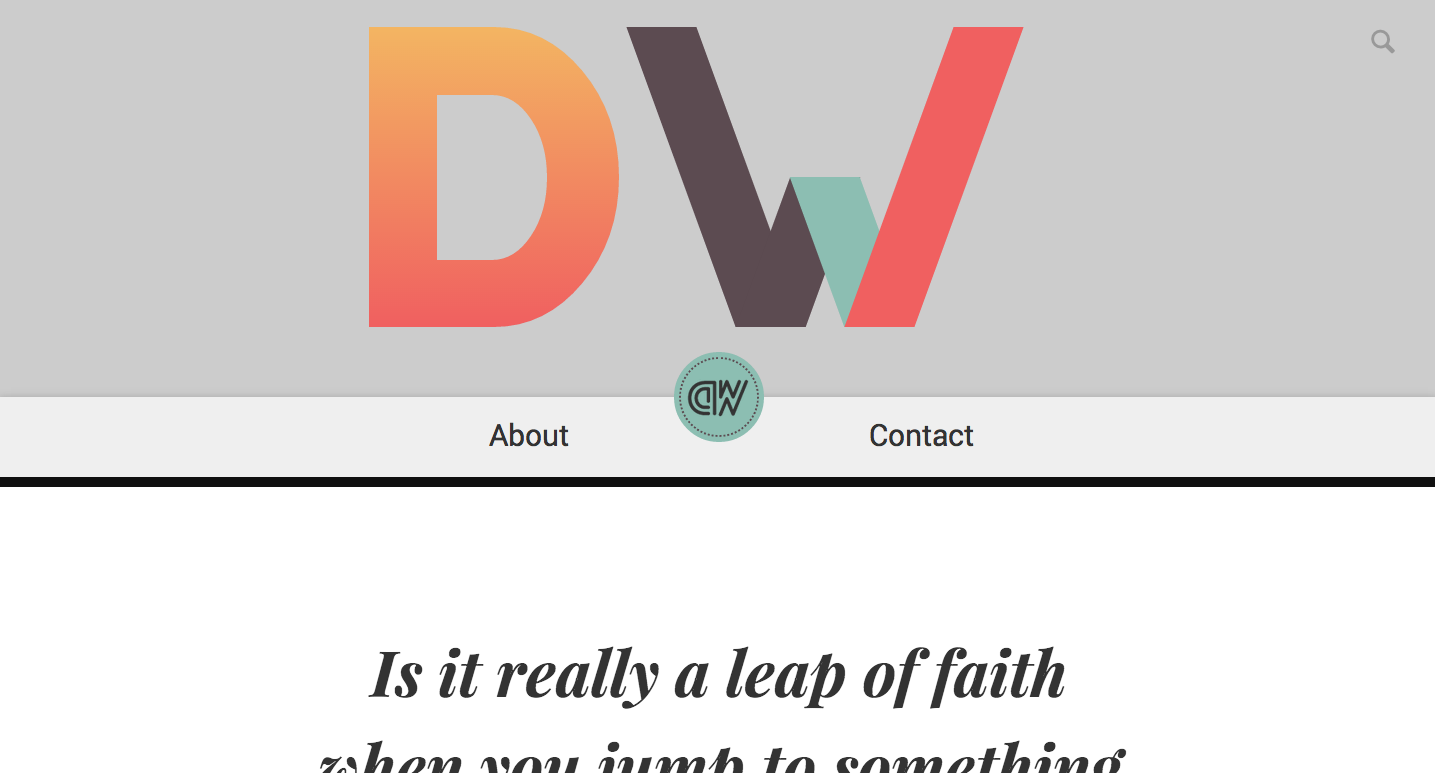 DW
DW
About
Contact
Is it really a leap of faith
when you jump to something